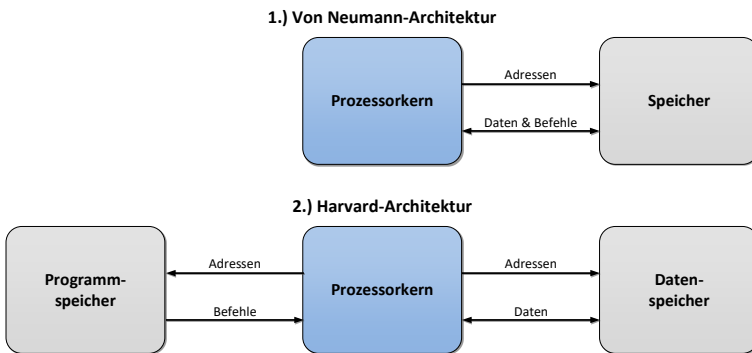 1.) Von Neumann-Architektur
Prozessorkern
Adressen
Daten & Befehle
Speicher
2.) Harvard-Architektur
Programm-
speicher
Adressen
Befehle
Prozessorkern
Adressen
Daten
Daten-
speicher